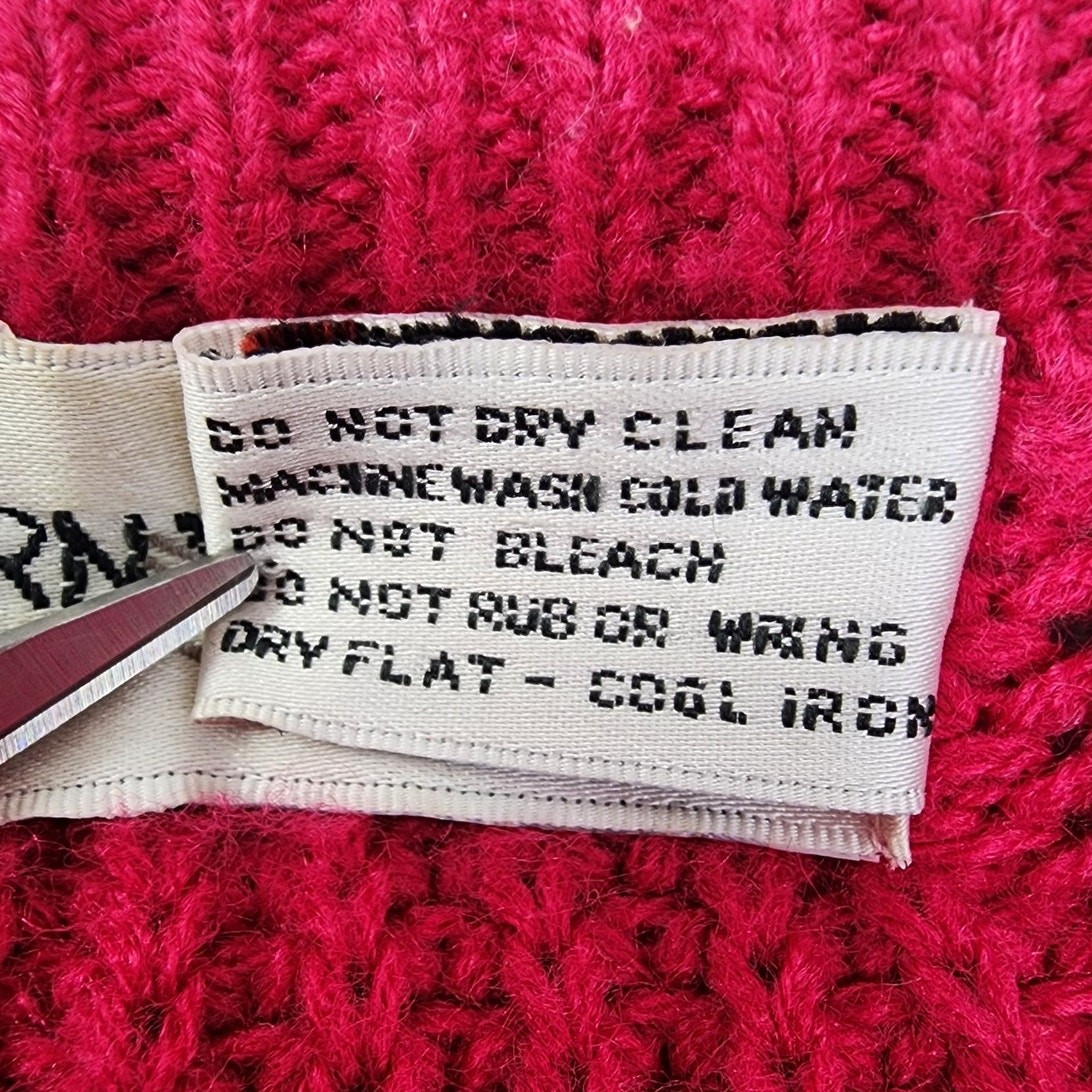 DO NOT DRY CLEAN
MACHINE WASH COLD WATER
DO NOT BLEACH
DO NOT RUB OR WRING
DRY FLAT - COOL IRON